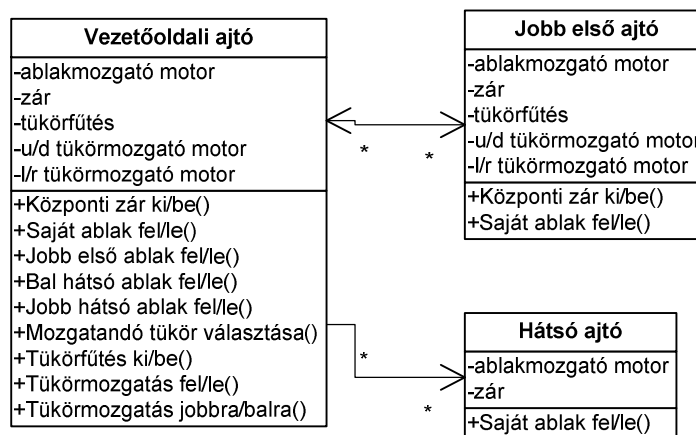 Vezetőoldali ajtó
-ablakmozgató motor
-zár
-tükörfűtés
-u/d tükörmozgató motor
-l/r tükörmozgató motor
+Központi zár ki/be()
+Saját ablak fel/le()
+Jobb első ablak fel/le()
+Bal hátsó ablak fel/le()
+Jobb hátsó ablak fel/le()
+Mozgatandó tükör választása()
+Tükörfűtés ki/be()
+Tükörmozgatás fel/le()
+Tükörmozgatás jobbra/balra()
* *
Jobb első ajtó
-ablakmozgató motor
-zár
-tükörfűtés
-u/d tükörmozgató motor
-l/r tükörmozgató motor
+Központi zár ki/be()
+Saját ablak fel/le()
*
*
Hátsó ajtó
-ablakmozgató motor
-zár
+Saját ablak fel/le()